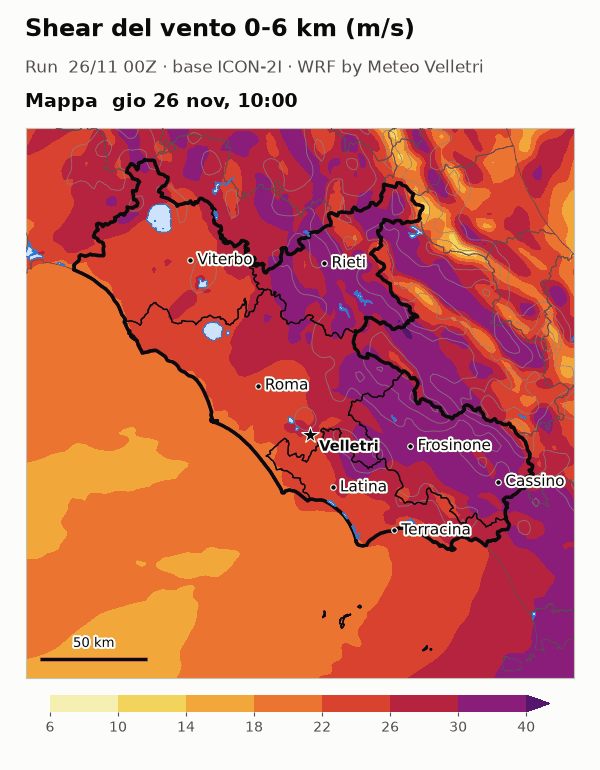 Shear del vento 0-6 km (m/s)
Run  26/11 00Z · base ICON-2I · WRF by Meteo Velletri
Mappa  gio 26 nov, 10:00
Viterbo
Rieti
Roma
Velletri
Frosinone
Cassino
Latina
Terracina
50 km
6 10 14 18 22 26 30 40